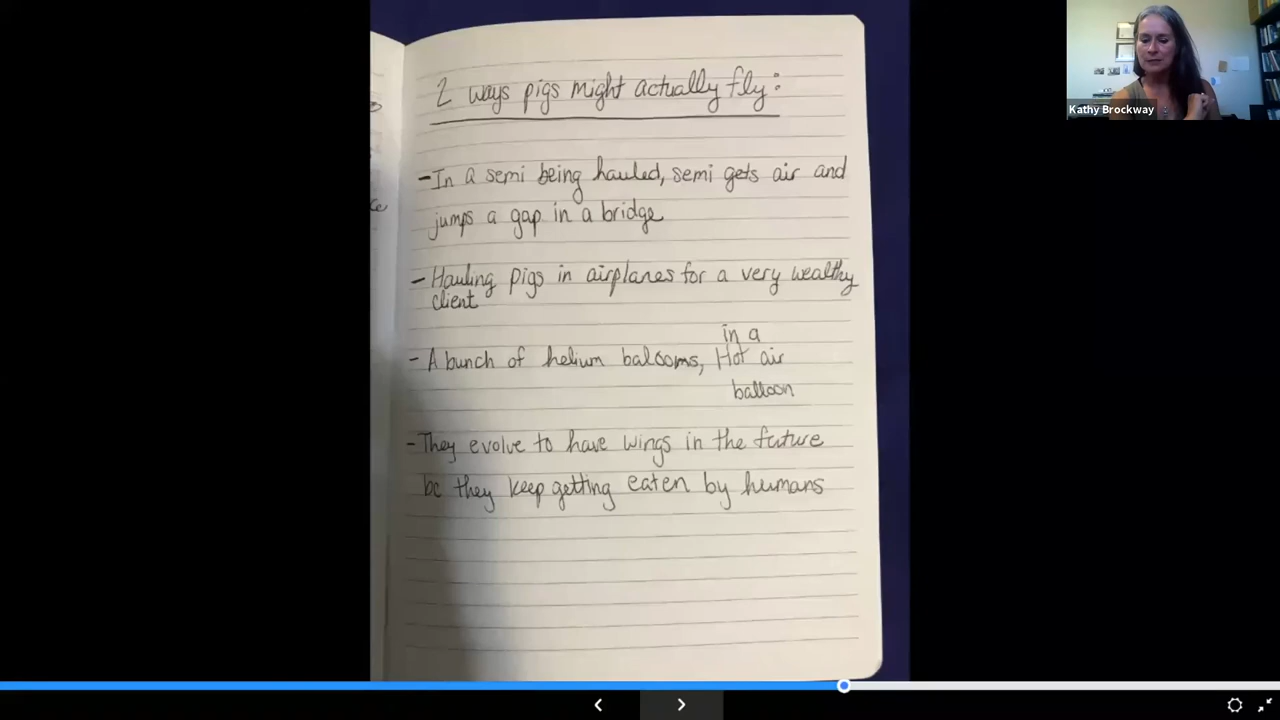 2 ways pigs might actually fly:
-In a semi being hauled, semi gets air and
jumps a gap in a bridge
- Hauling pigs in airplanes for a very wealthy
client
in a
- A bunch of helium balooms, Hot air
balloon
- They evolve to have wings in the future
bc they keep getting eaten by humans
Kathy Brockway